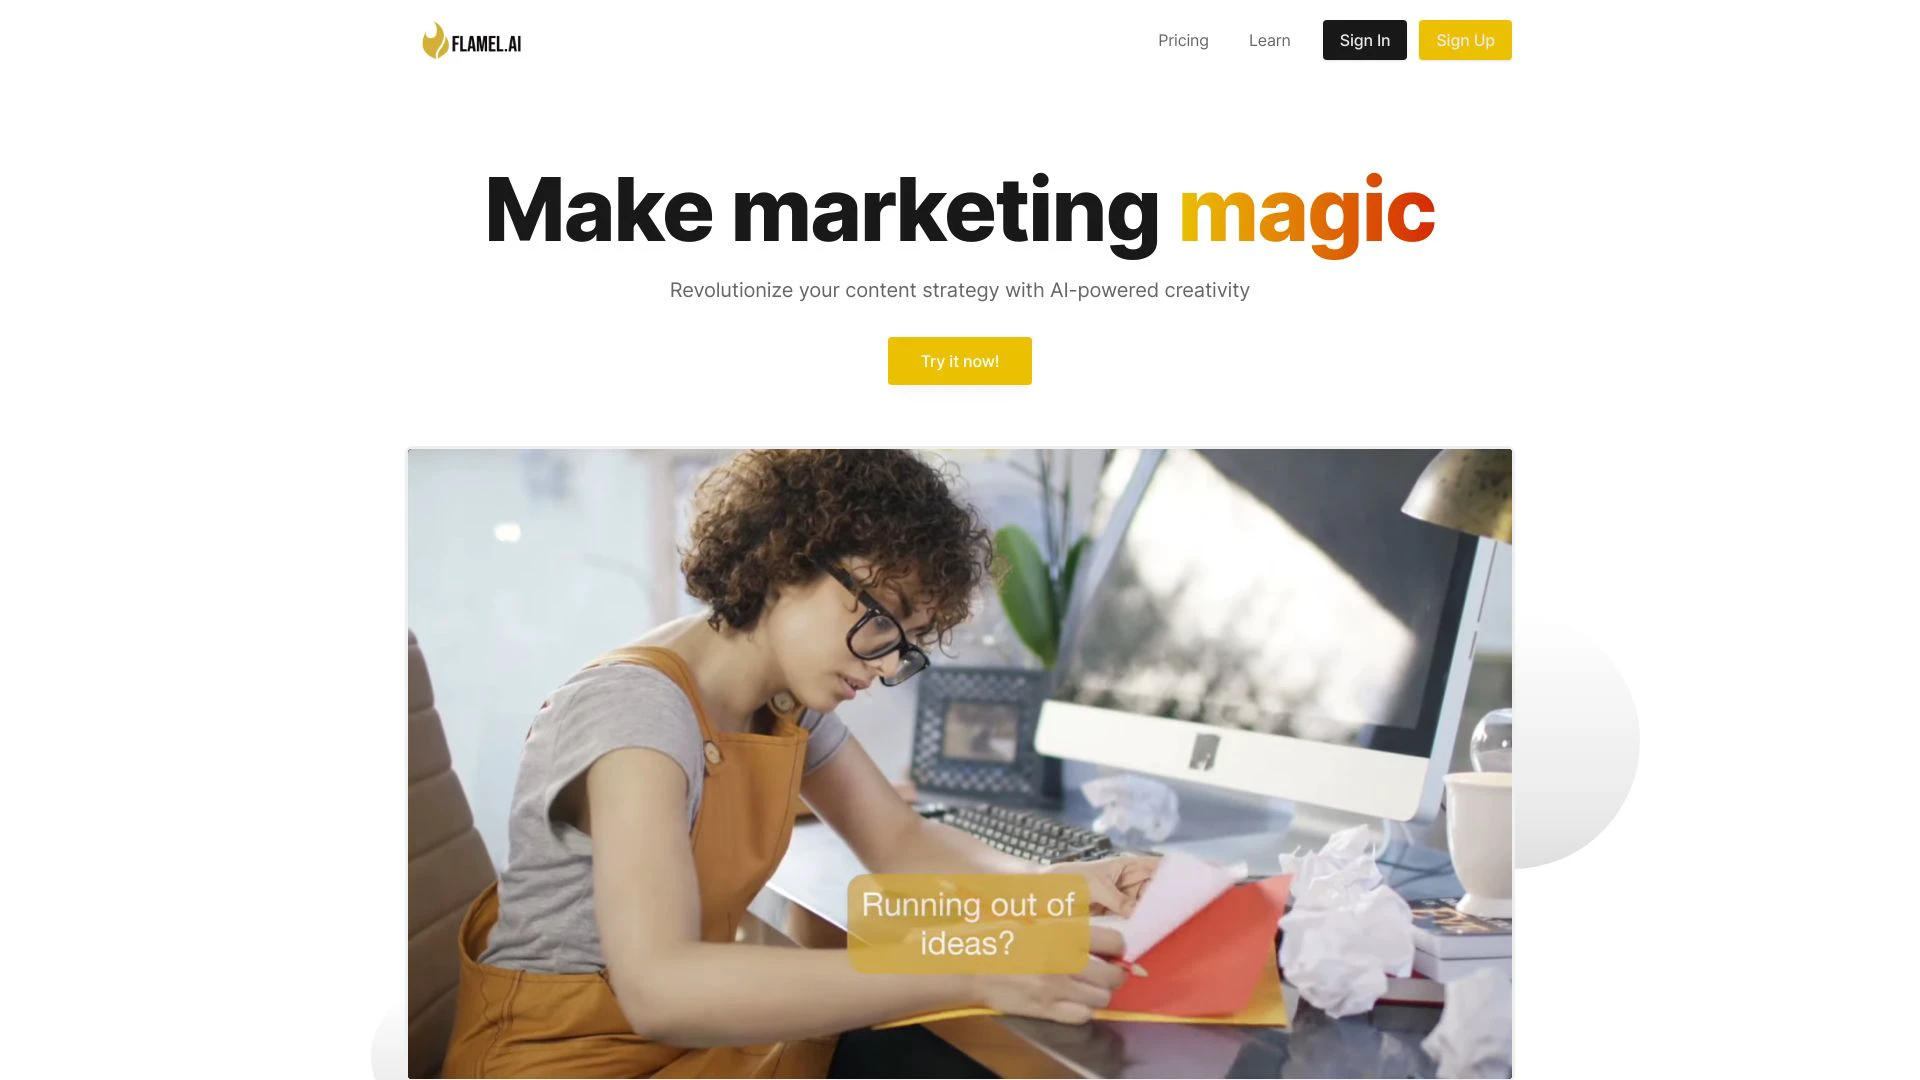 FLAMEL.AI
Pricing
Learn
Sign In
Sign Up
Make marketing magic
Revolutionize your content strategy with AI-powered creativity
Try it now!
Running out of
ideas?